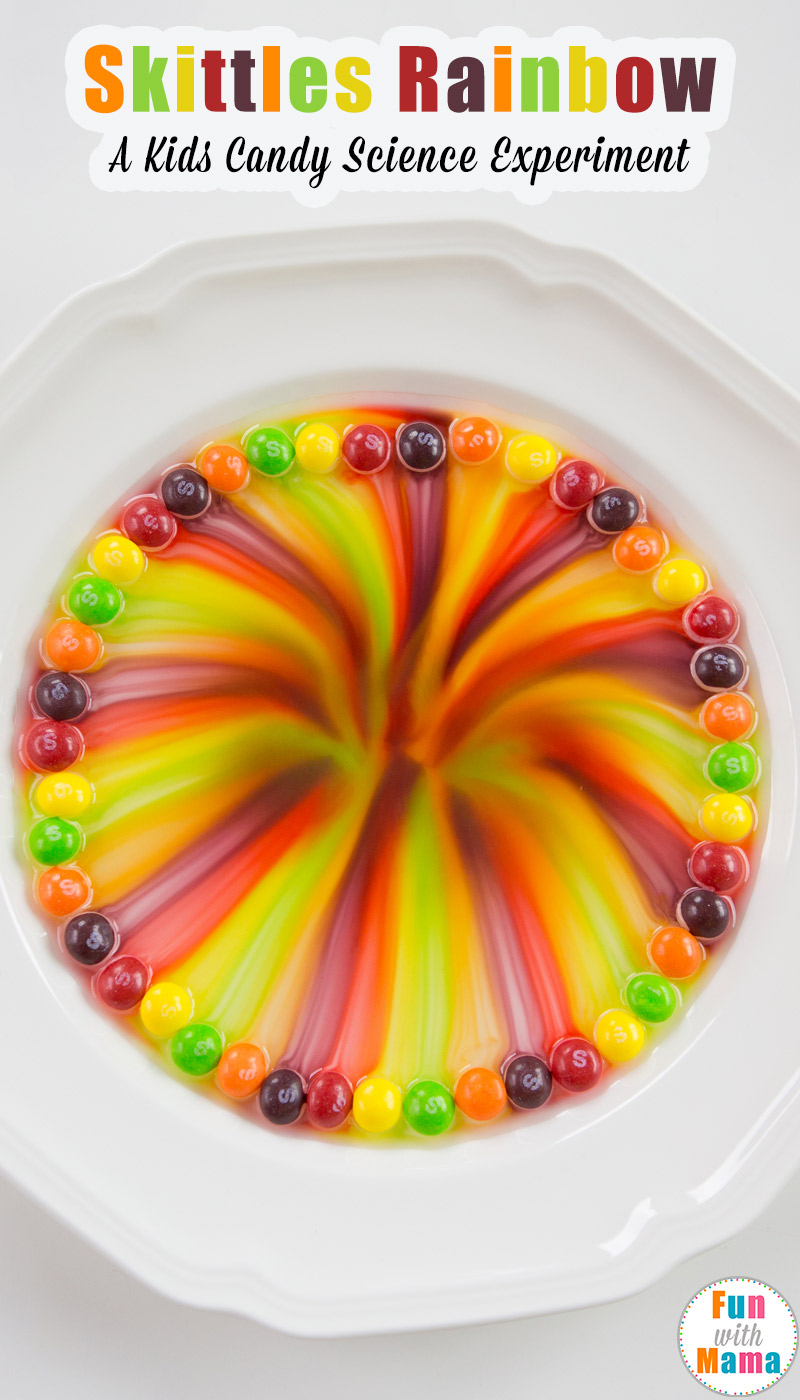 Skittles Rainbow
A Kids Candy Science Experiment
Fun
with
Mama